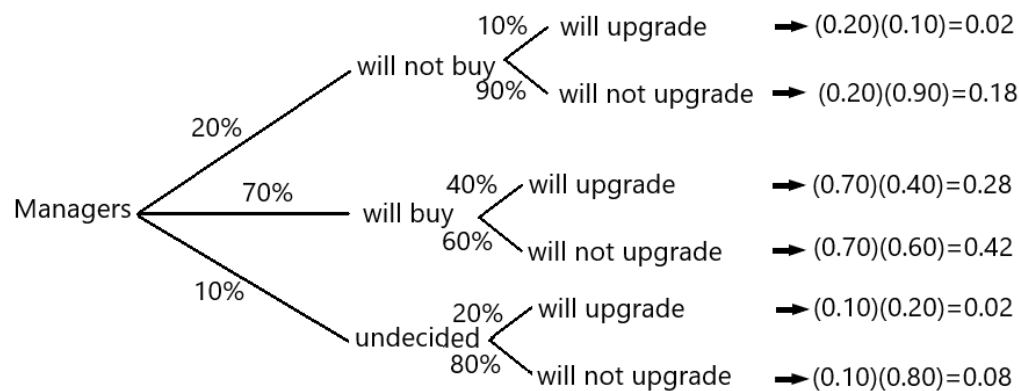 10% will upgrade ➡ (0.20)(0.10)=0.02
will not buy
90% will not upgrade ➡ (0.20)(0.90)=0.18
20%
40% will upgrade ➡ (0.70)(0.40)=0.28
70%
Managers will buy
60% will not upgrade ➡ (0.70)(0.60)=0.42
10%
20% will upgrade ➡ (0.10)(0.20)=0.02
undecided
80% will not upgrade ➡ (0.10)(0.80)=0.08